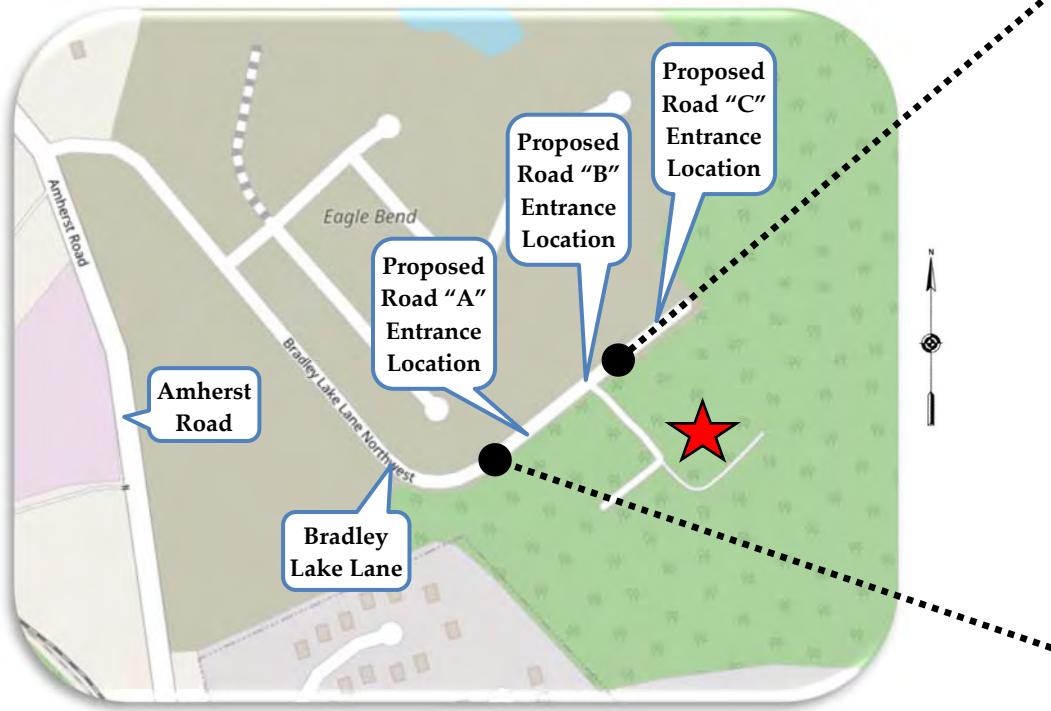 Proposed
Road “C”
Entrance
Location
Proposed
Road “B”
Entrance
Location
Eagle Bend
Proposed
Road “A”
Entrance
Location
Amherst Road
N
Bradley Lake Lane Northwest
Amherst
Road
Bradley
Lake Lane